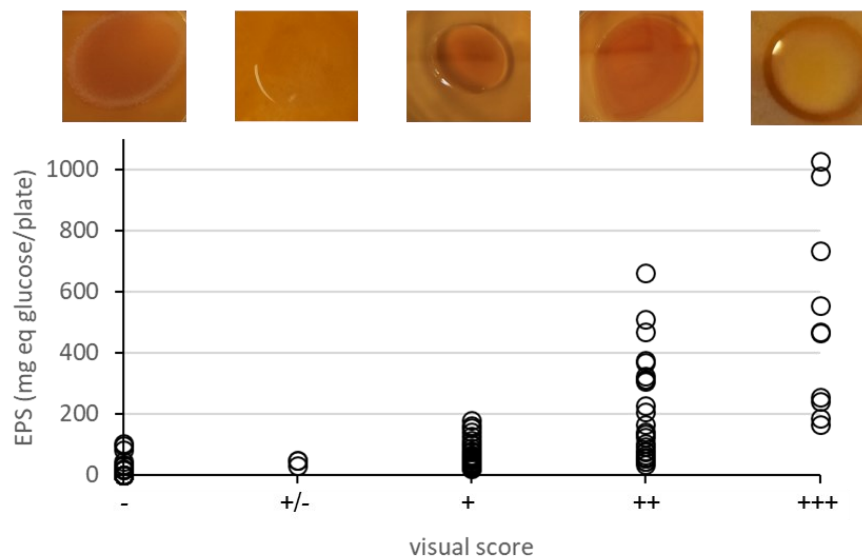 1000
800
600
400
200
0
EPS (mg eq glucose/plate)
- +/- + ++ +++
visual score